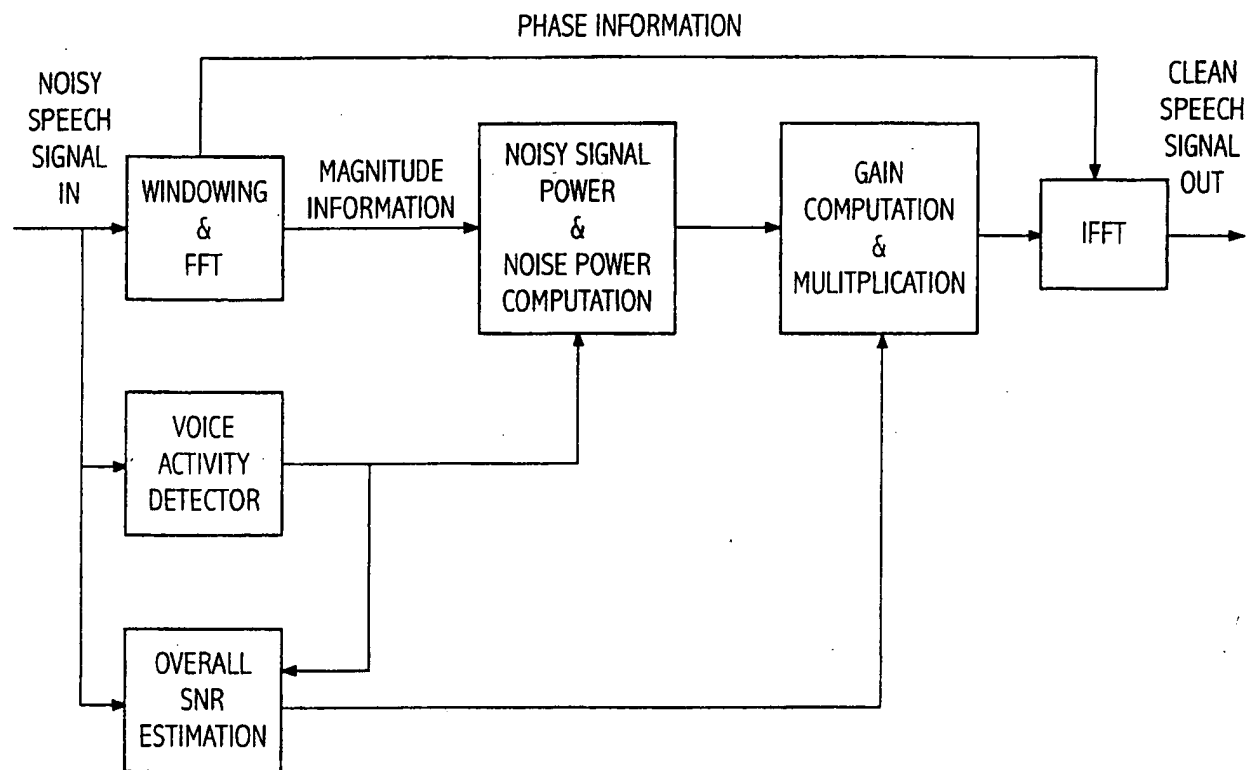 PHASE INFORMATION
NOISY
SPEECH
SIGNAL
IN
CLEAN
SPEECH
SIGNAL
OUT
WINDOWING
&
FFT
MAGNITUDE
INFORMATION
NOISY SIGNAL
POWER
&
NOISE POWER
COMPUTATION
GAIN
COMPUTATION
&
MULITPLICATION
IFFT
VOICE
ACTIVITY
DETECTOR
OVERALL
SNR
ESTIMATION